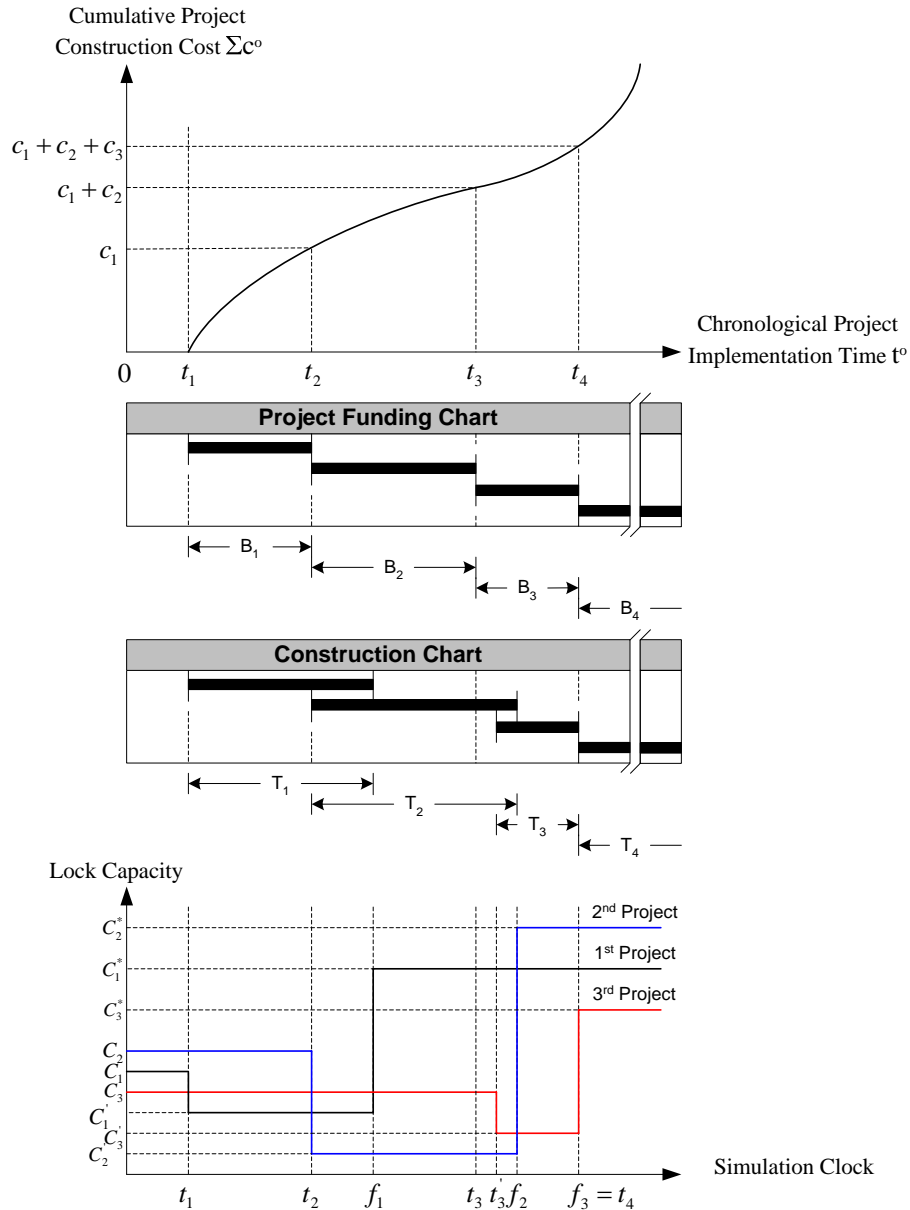 Cumulative Project
Construction Cost Σcᵒ
c₁ + c₂ + c₃
c₁ + c₂
c₁
Chronological Project
Implementation Time tᵒ
0 t₁ t₂ t₃ t₄
Project Funding Chart
B₁
B₂
B₃
B₄
Construction Chart
T₁
T₂
T₃
T₄
Lock Capacity
2ⁿᵈ Project
C₂*
1ˢᵗ Project
C₁*
3ʳᵈ Project
C₃*
C₂
C₁
C₃
C₁'
C₃'
C₂'
Simulation Clock
t₁ t₂ f₁ t₃ t₃' f₂ f₃ = t₄